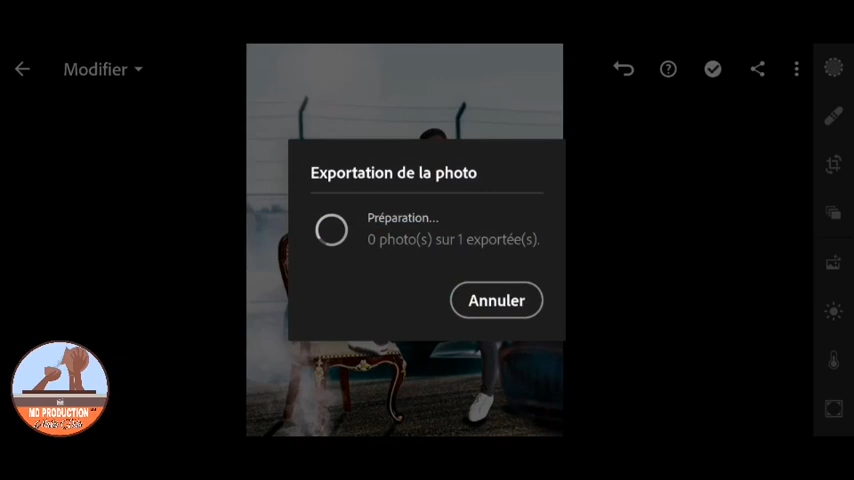 Modifier
Exportation de la photo
Préparation...
0 photo(s) sur 1 exportée(s).
Annuler
MD PRODUCTION